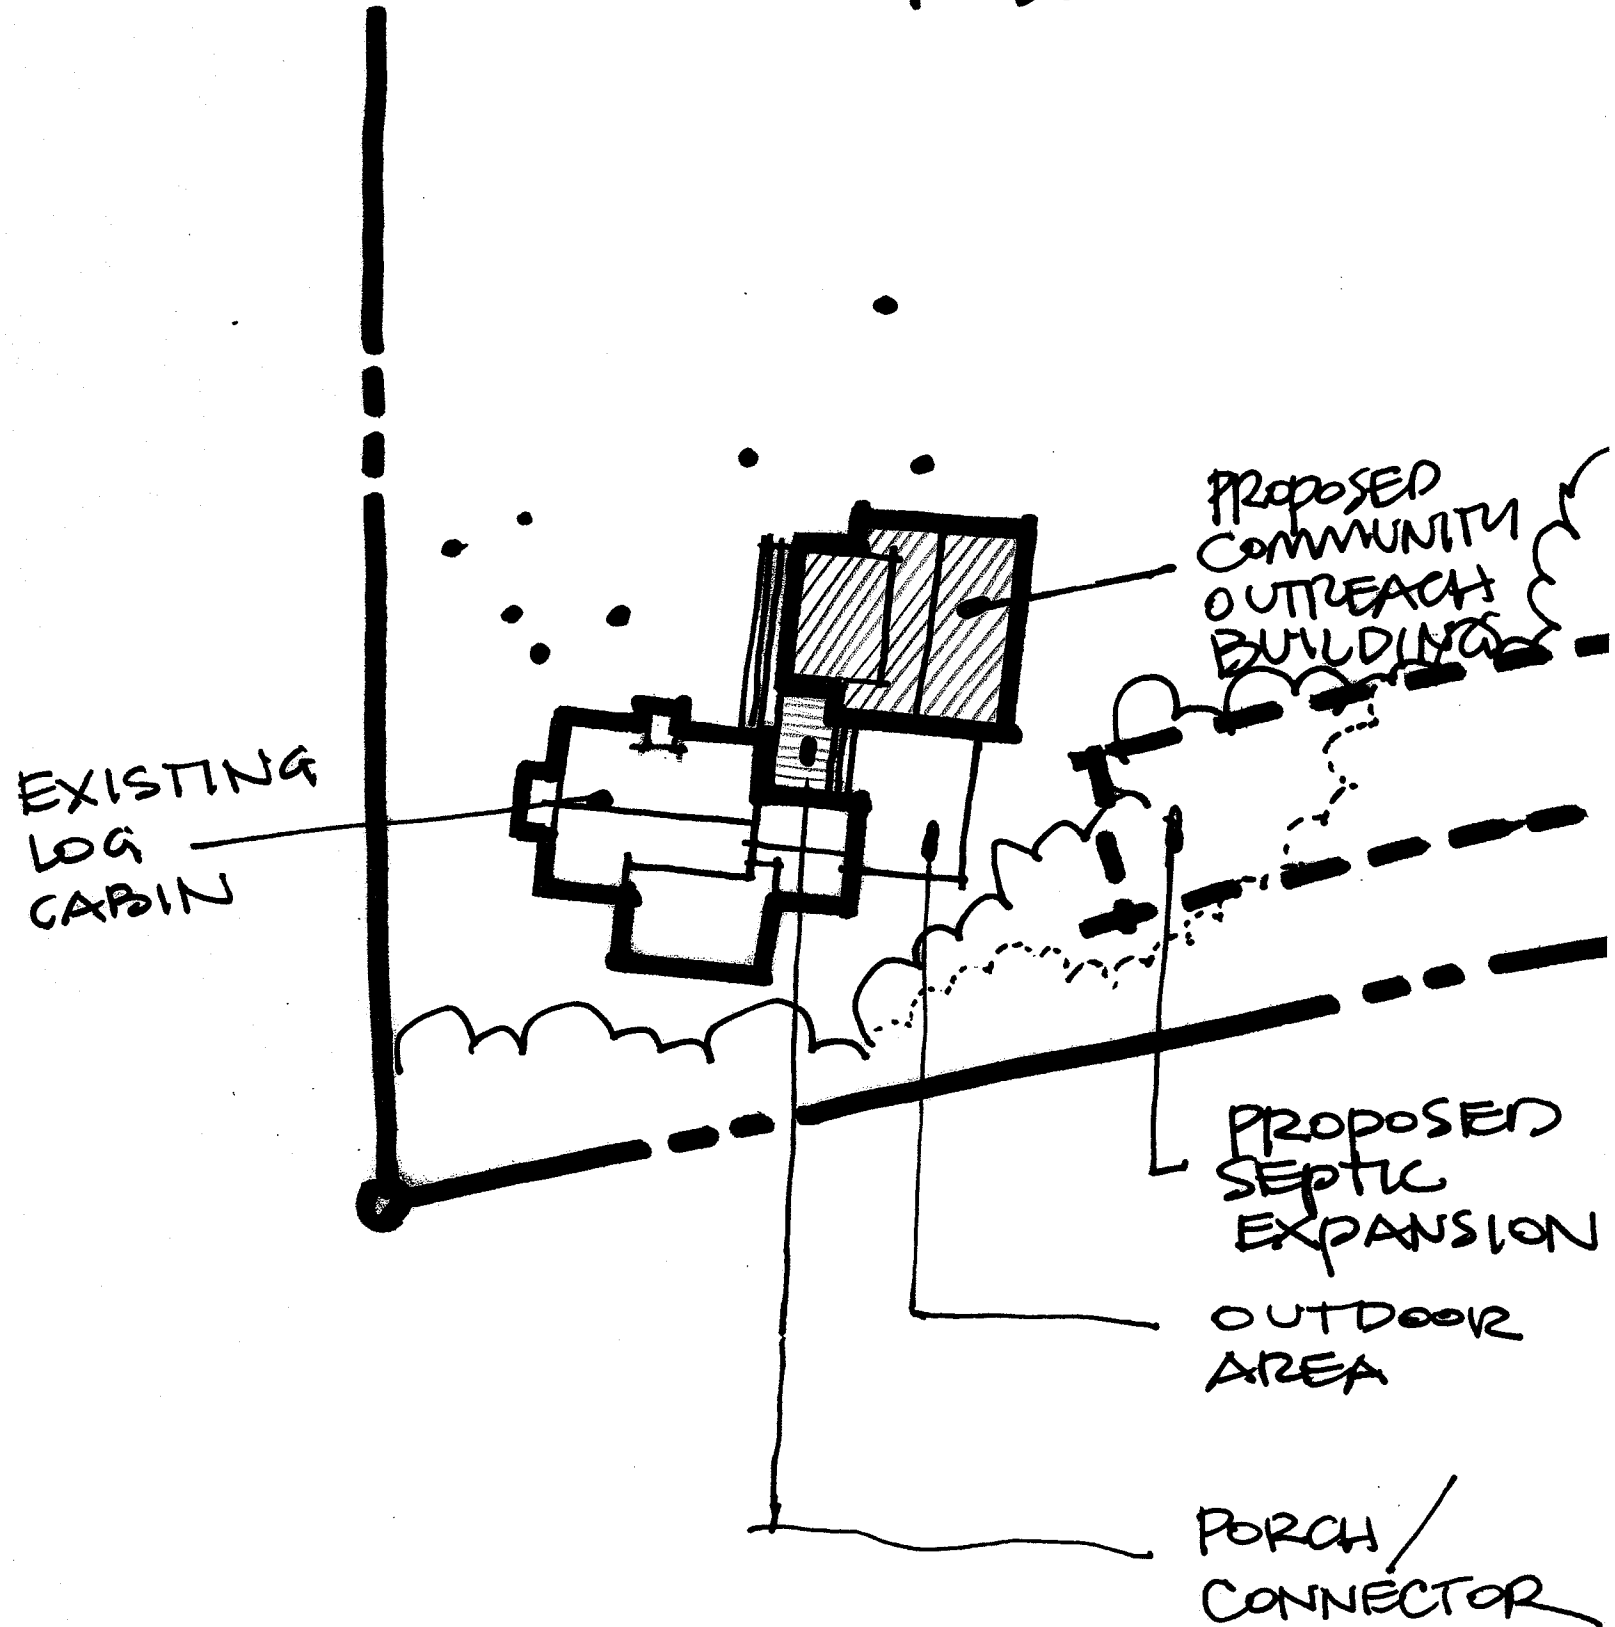 PROPOSED
COMMUNITY
OUTREACH
BUILDING
EXISTING
LOG
CABIN
PROPOSED
SEPTIC
EXPANSION
OUTDOOR
AREA
PORCH /
CONNECTOR